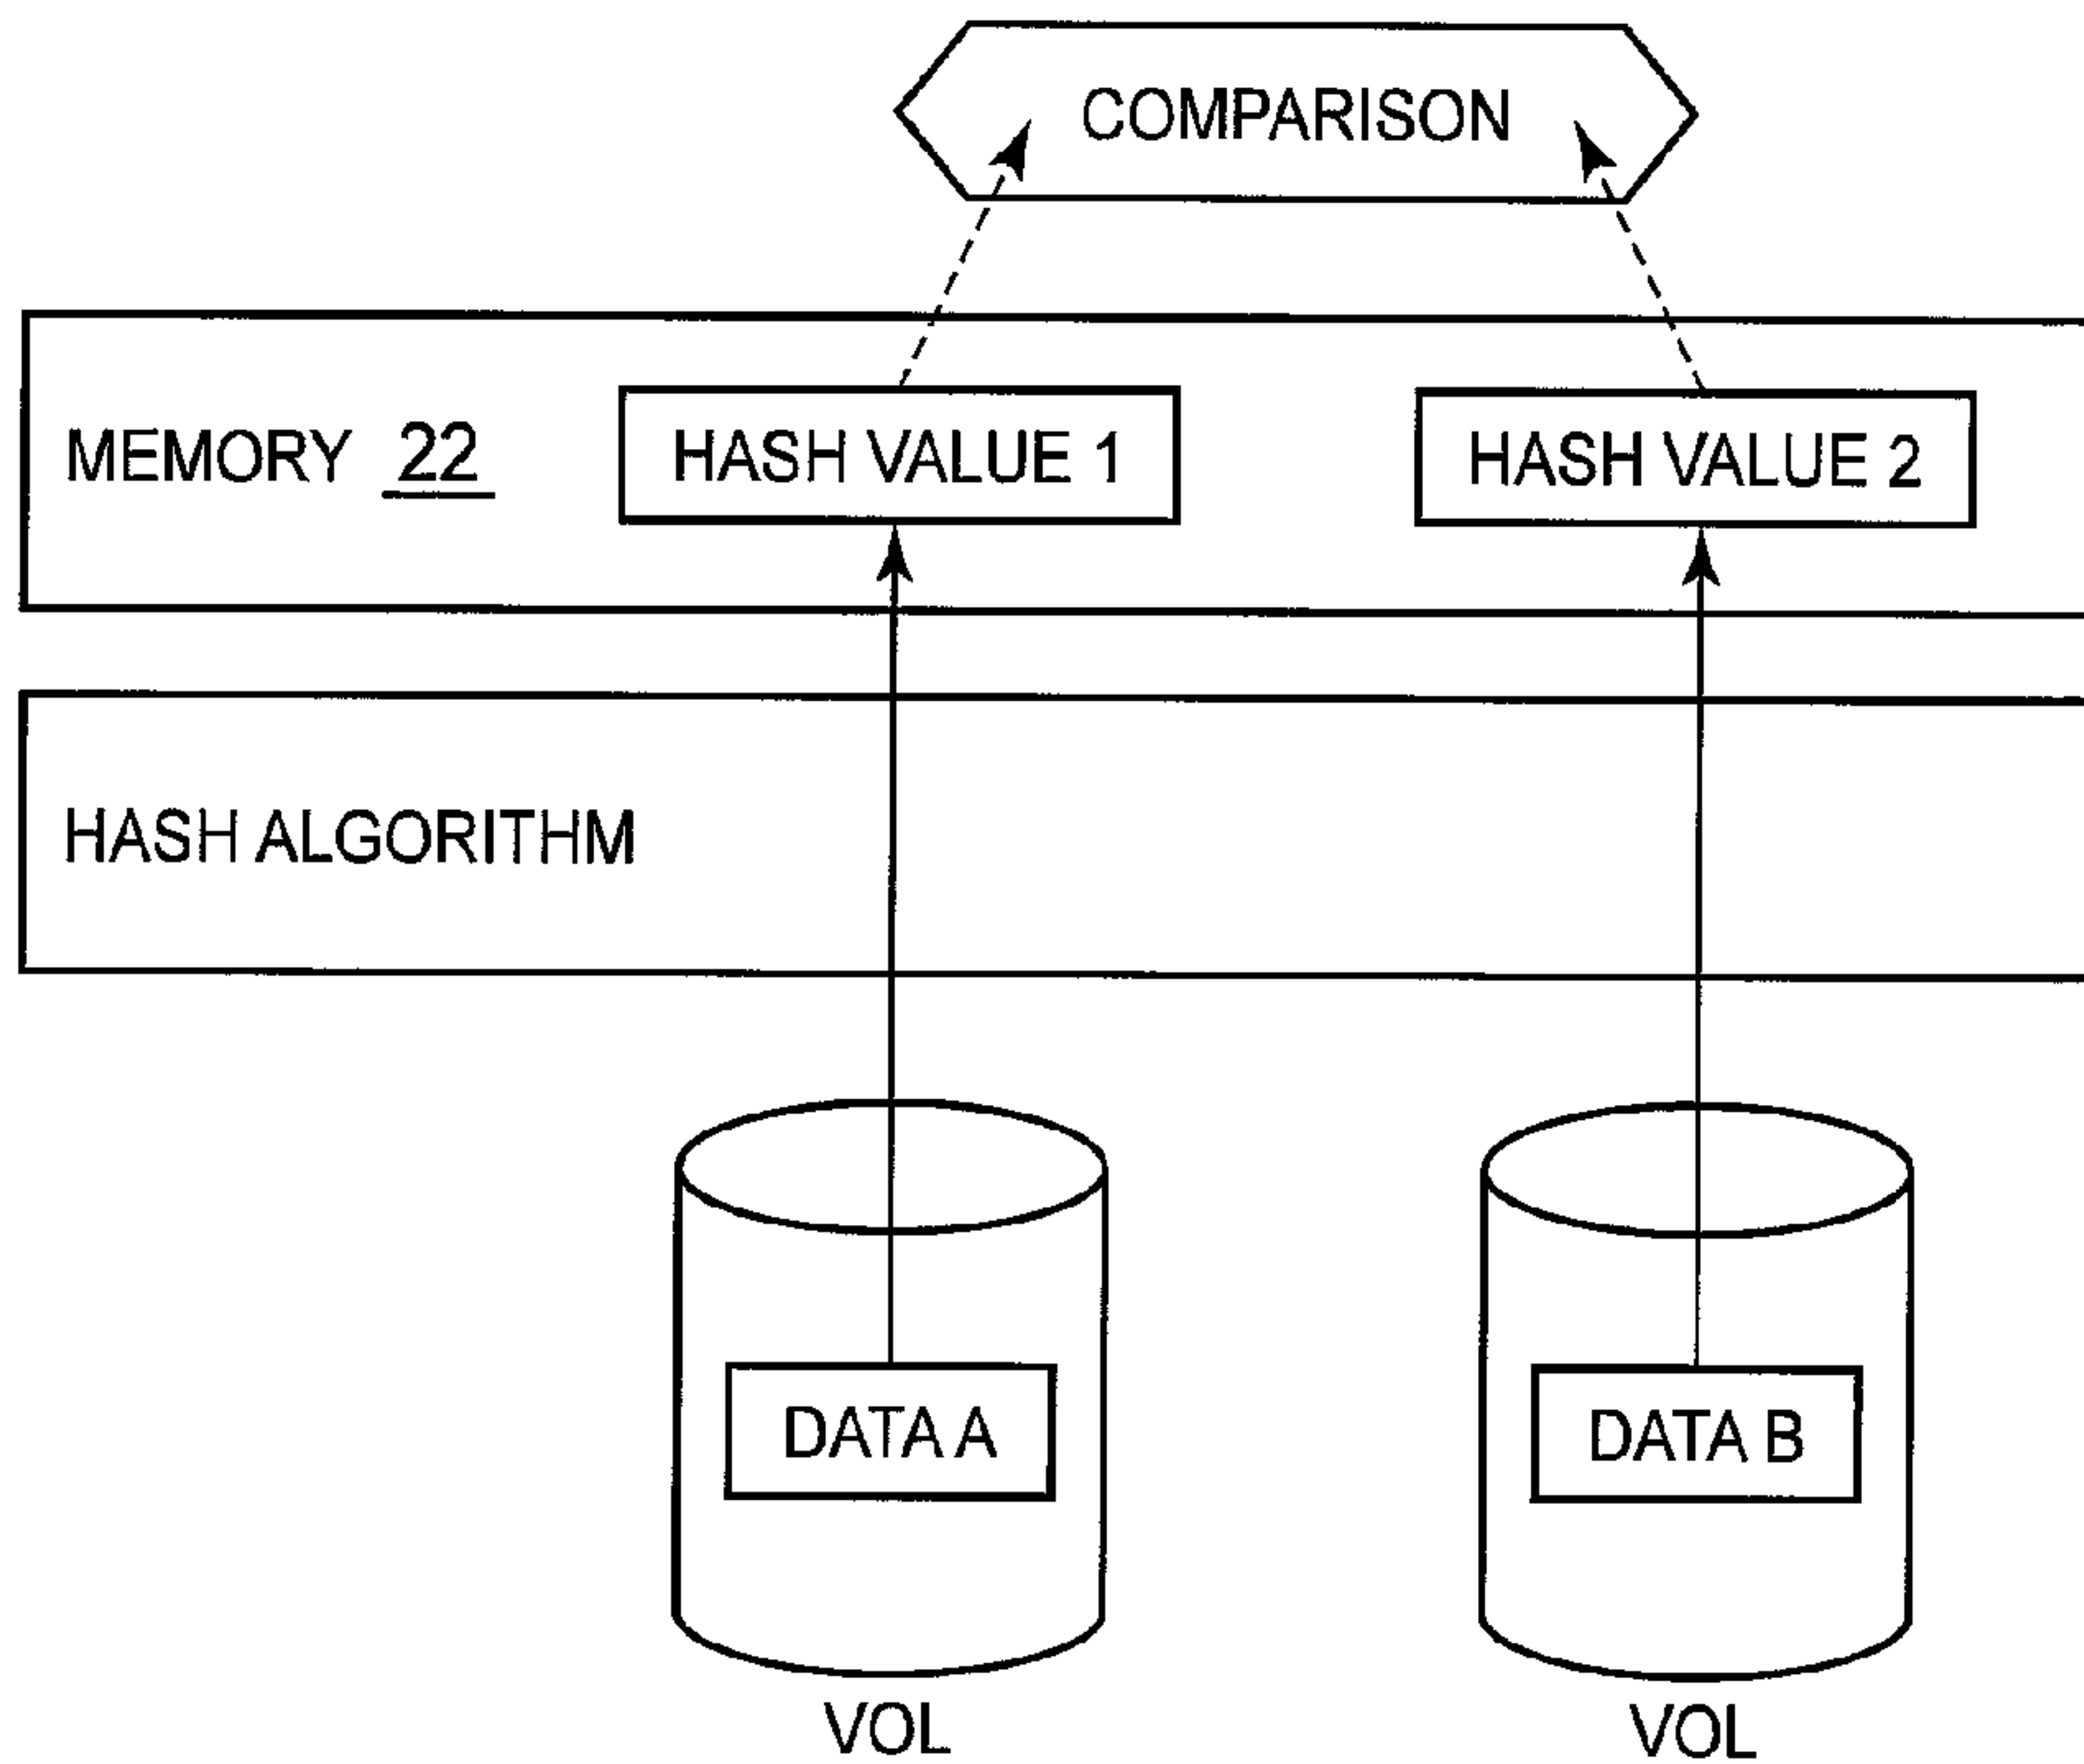 COMPARISON
MEMORY 22
HASH VALUE 1
HASH VALUE 2
HASH ALGORITHM
DATA A
DATA B
VOL
VOL